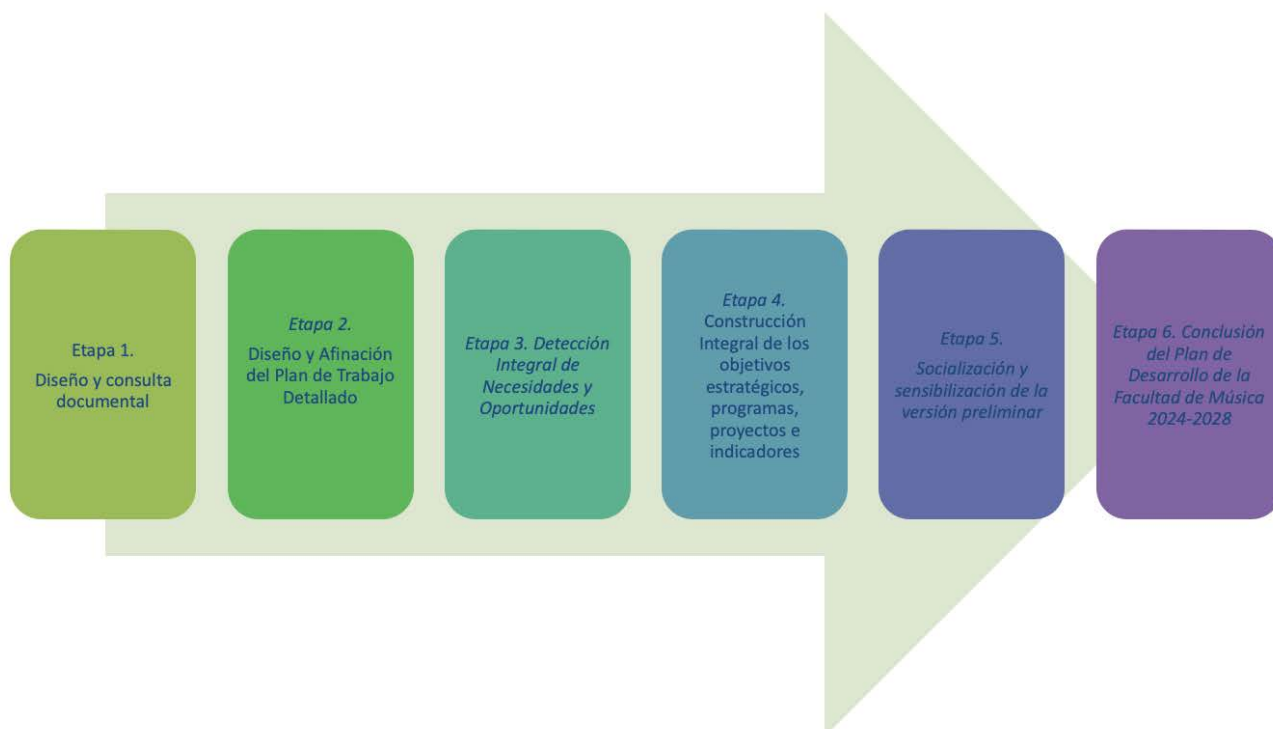 Etapa 1.
Diseño y consulta
documental
Etapa 2.
Diseño y Afinación
del Plan de Trabajo
Detallado
Etapa 3. Detección
Integral de
Necesidades y
Oportunidades
Etapa 4.
Construcción
Integral de los
objetivos
estratégicos,
programas,
proyectos e
indicadores
Etapa 5.
Socialización y
sensibilización de la
versión preliminar
Etapa 6. Conclusión
del Plan de
Desarrollo de la
Facultad de Música
2024-2028